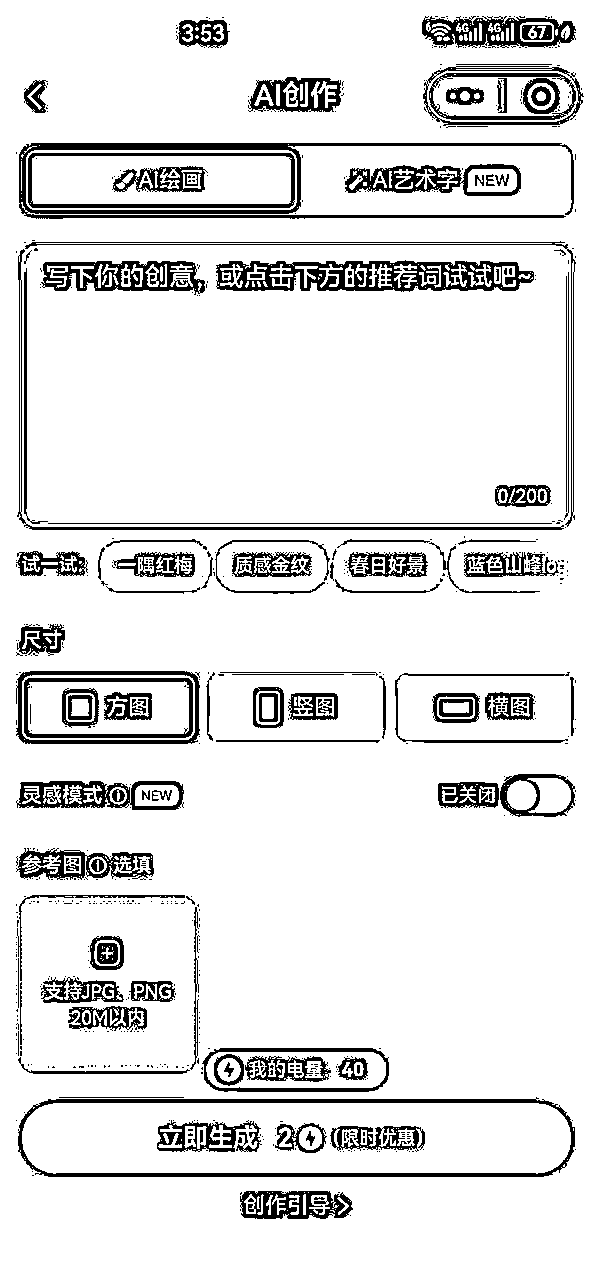 3:53 4G 4G 67
AI创作
AI绘画 AI艺术字 NEW
写下你的创意，或点击下方的推荐词试试吧~
0/200
试一试: 一隅红梅 质感金纹 春日好景 蓝色山峰lo
尺寸
方图 竖图 横图
灵感模式 NEW 已关闭
参考图 选填
支持JPG、PNG
20M以内
我的电量 40
立即生成 2 (限时优惠)
创作引导